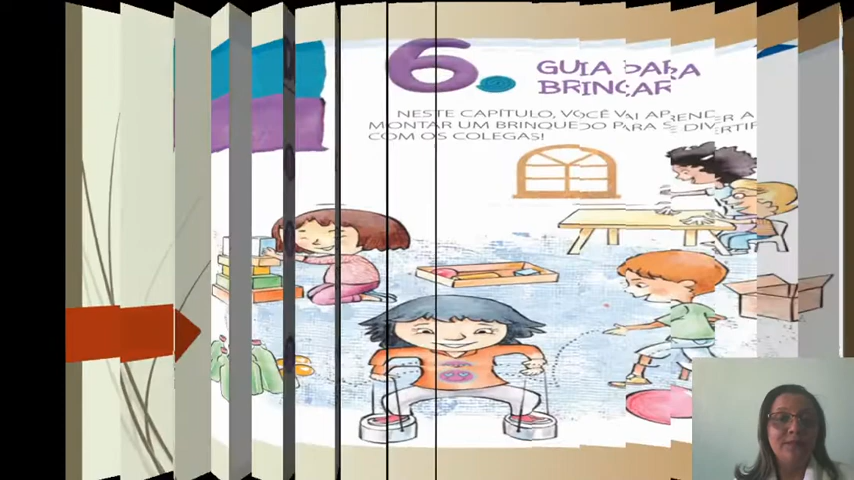 6.
GUIA PARA
BRINCAR
NESTE CAPÍTULO, VOCÊ VAI APRENDER A
MONTAR UM BRINQUEDO PARA SE DIVERTIR
COM OS COLEGAS!